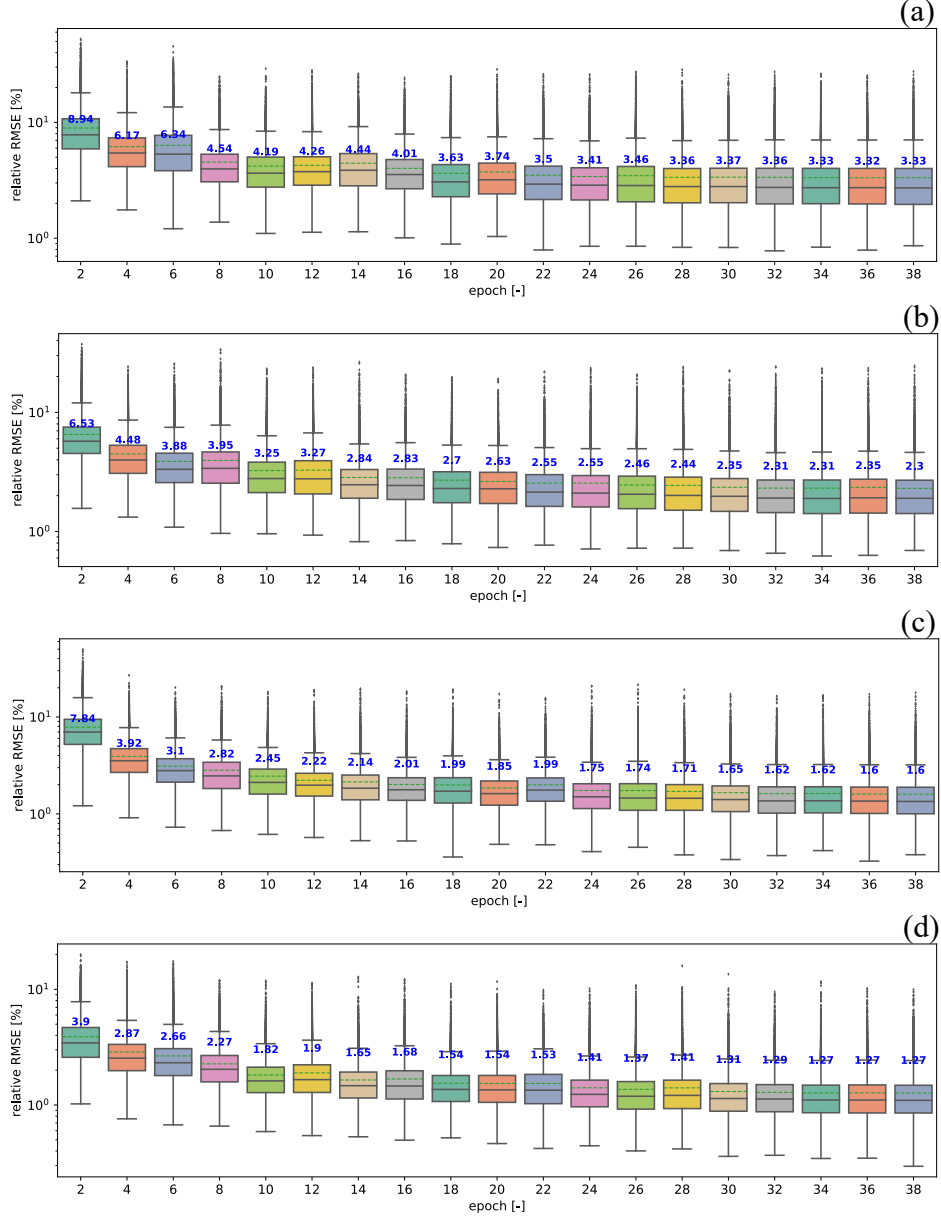 (a)
relative RMSE [%]
10¹
10⁰
8.94 6.17 6.34 4.54 4.19 4.26 4.44 4.01 3.63 3.74 3.5 3.41 3.46 3.36 3.37 3.36 3.33 3.32 3.33
2 4 6 8 10 12 14 16 18 20 22 24 26 28 30 32 34 36 38
epoch [-]
(b)
relative RMSE [%]
10¹
10⁰
6.53 4.48 3.88 3.95 3.25 3.27 2.84 2.83 2.7 2.63 2.55 2.55 2.46 2.44 2.35 2.31 2.31 2.35 2.3
2 4 6 8 10 12 14 16 18 20 22 24 26 28 30 32 34 36 38
epoch [-]
(c)
relative RMSE [%]
10¹
10⁰
7.84 3.92 3.1 2.82 2.45 2.22 2.14 2.01 1.99 1.85 1.99 1.75 1.74 1.71 1.65 1.62 1.62 1.6 1.6
2 4 6 8 10 12 14 16 18 20 22 24 26 28 30 32 34 36 38
epoch [-]
(d)
relative RMSE [%]
10¹
10⁰
3.9 2.87 2.66 2.27 1.82 1.9 1.65 1.68 1.54 1.54 1.53 1.41 1.37 1.41 1.31 1.29 1.27 1.27 1.27
2 4 6 8 10 12 14 16 18 20 22 24 26 28 30 32 34 36 38
epoch [-]